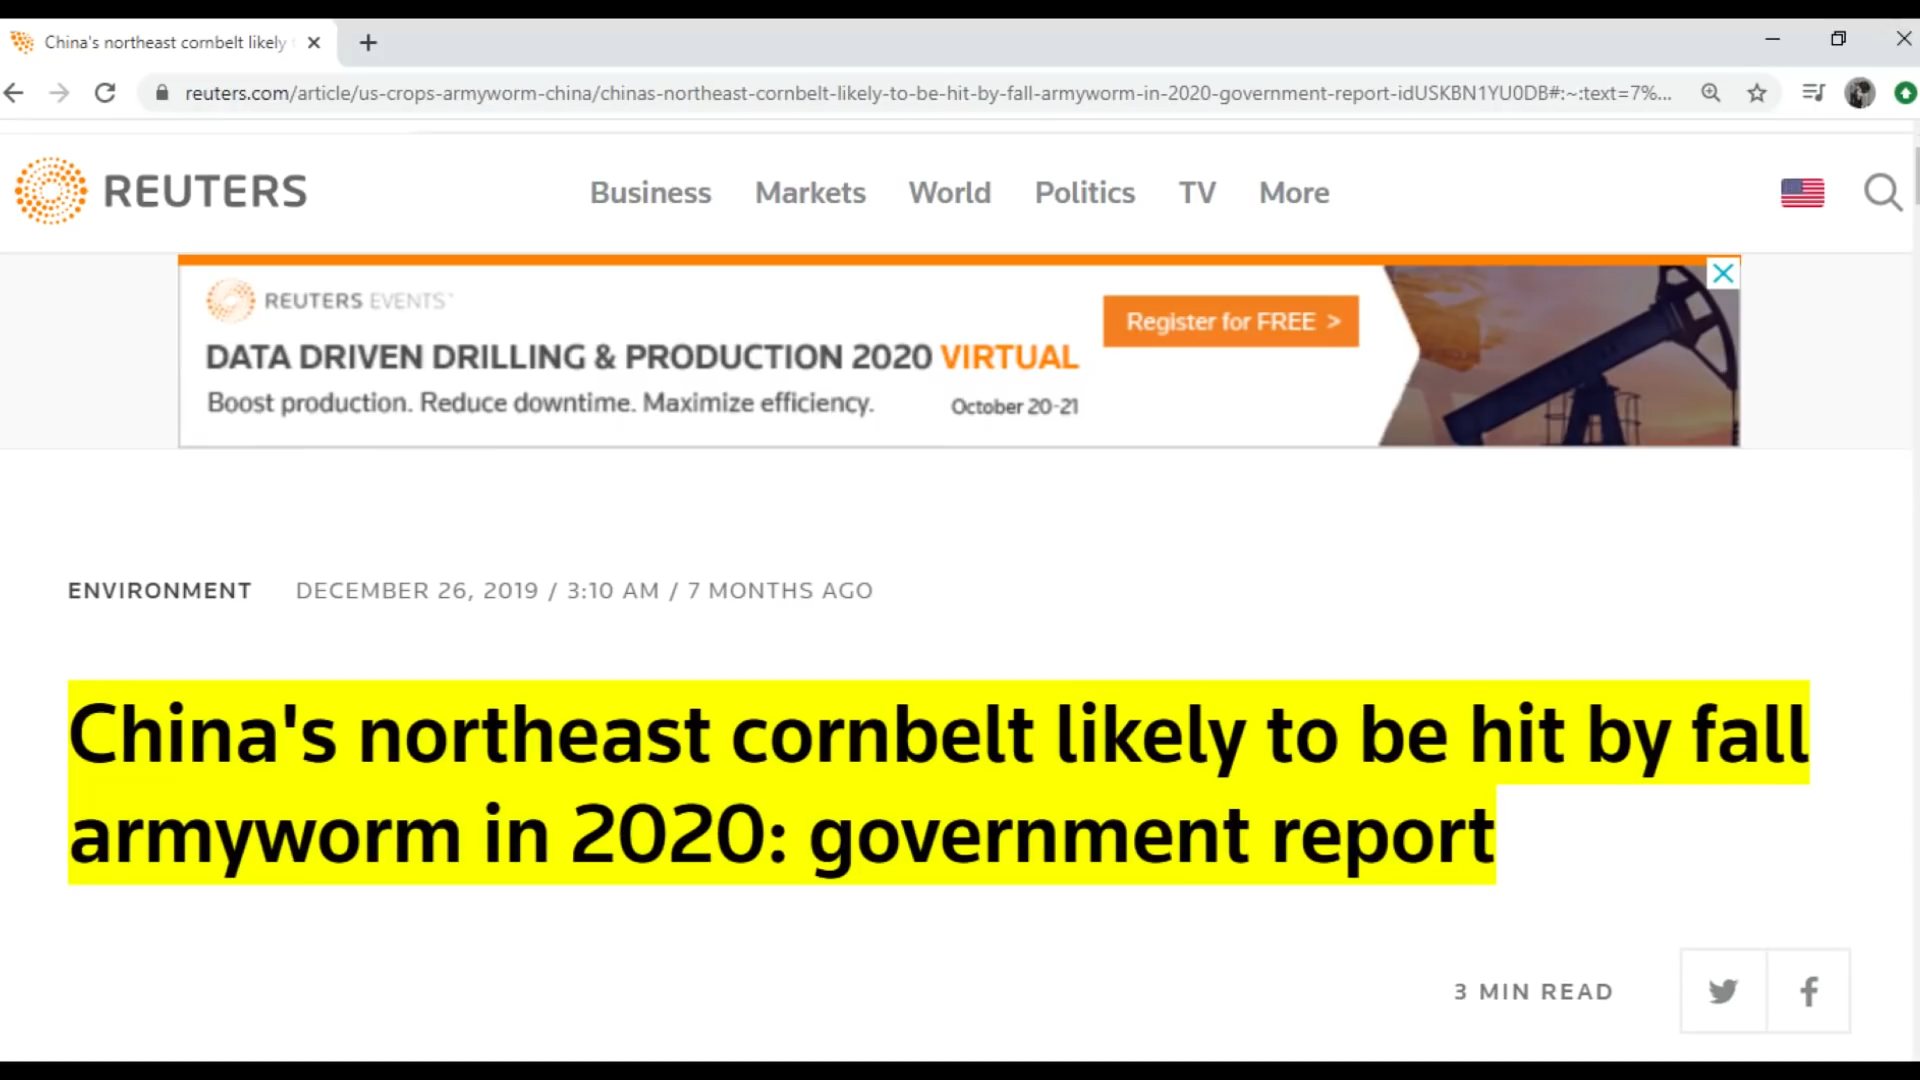 China's northeast cornbelt likely
reuters.com/article/us-crops-armyworm-china/chinas-northeast-cornbelt-likely-to-be-hit-by-fall-armyworm-in-2020-government-report-idUSKBN1YU0DB#:~:text=7%...
REUTERS
Business Markets World Politics TV More
REUTERS EVENTS™
Register for FREE >
DATA DRIVEN DRILLING & PRODUCTION 2020 VIRTUAL
Boost production. Reduce downtime. Maximize efficiency. October 20-21
ENVIRONMENT DECEMBER 26, 2019 / 3:10 AM / 7 MONTHS AGO
China's northeast cornbelt likely to be hit by fall
armyworm in 2020: government report
3 MIN READ